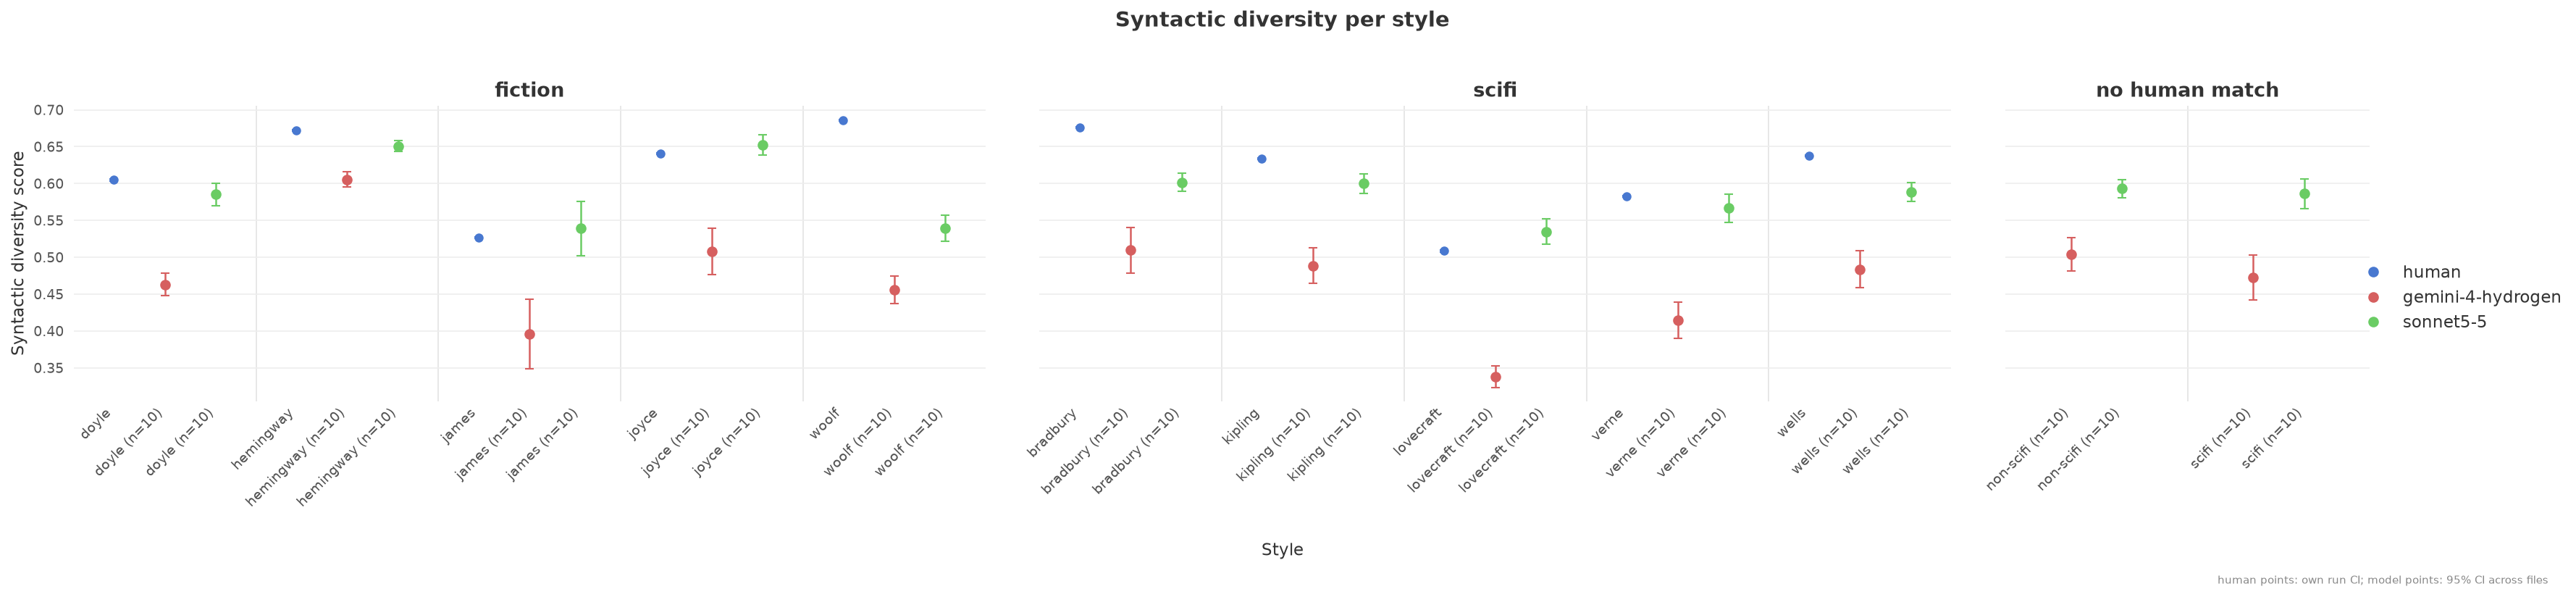 Syntactic diversity per style
fiction
scifi
no human match
Syntactic diversity score
0.70
0.65
0.60
0.55
0.50
0.45
0.40
0.35
doyle
doyle (n=10)
doyle (n=10)
hemingway
hemingway (n=10)
hemingway (n=10)
james
james (n=10)
james (n=10)
joyce
joyce (n=10)
joyce (n=10)
woolf
woolf (n=10)
woolf (n=10)
bradbury
bradbury (n=10)
bradbury (n=10)
kipling
kipling (n=10)
kipling (n=10)
lovecraft
lovecraft (n=10)
lovecraft (n=10)
verne
verne (n=10)
verne (n=10)
wells
wells (n=10)
wells (n=10)
non-scifi (n=10)
non-scifi (n=10)
scifi (n=10)
scifi (n=10)
human
gemini-4-hydrogen
sonnet5-5
Style
human points: own run CI; model points: 95% CI across files